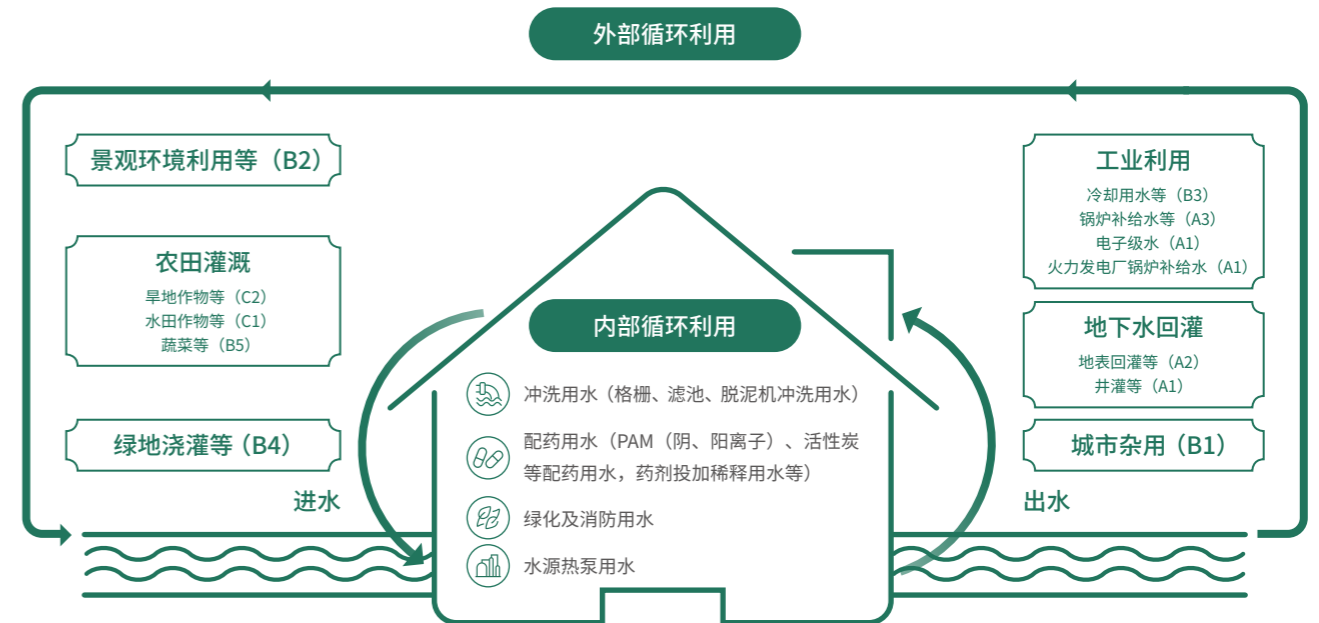 外部循环利用
景观环境利用等（B2）
农田灌溉
旱地作物等（C2）
水田作物等（C1）
蔬菜等（B5）
绿地浇灌等（B4）
进水
内部循环利用
冲洗用水（格栅、滤池、脱泥机冲洗用水）
配药用水（PAM（阴、阳离子）、活性炭
等配药用水，药剂投加稀释用水等）
绿化及消防用水
水源热泵用水
工业利用
冷却用水等（B3）
锅炉补给水等（A3）
电子级水（A1）
火力发电厂锅炉补给水（A1）
地下水回灌
地表回灌等（A2）
井灌等（A1）
城市杂用（B1）
出水